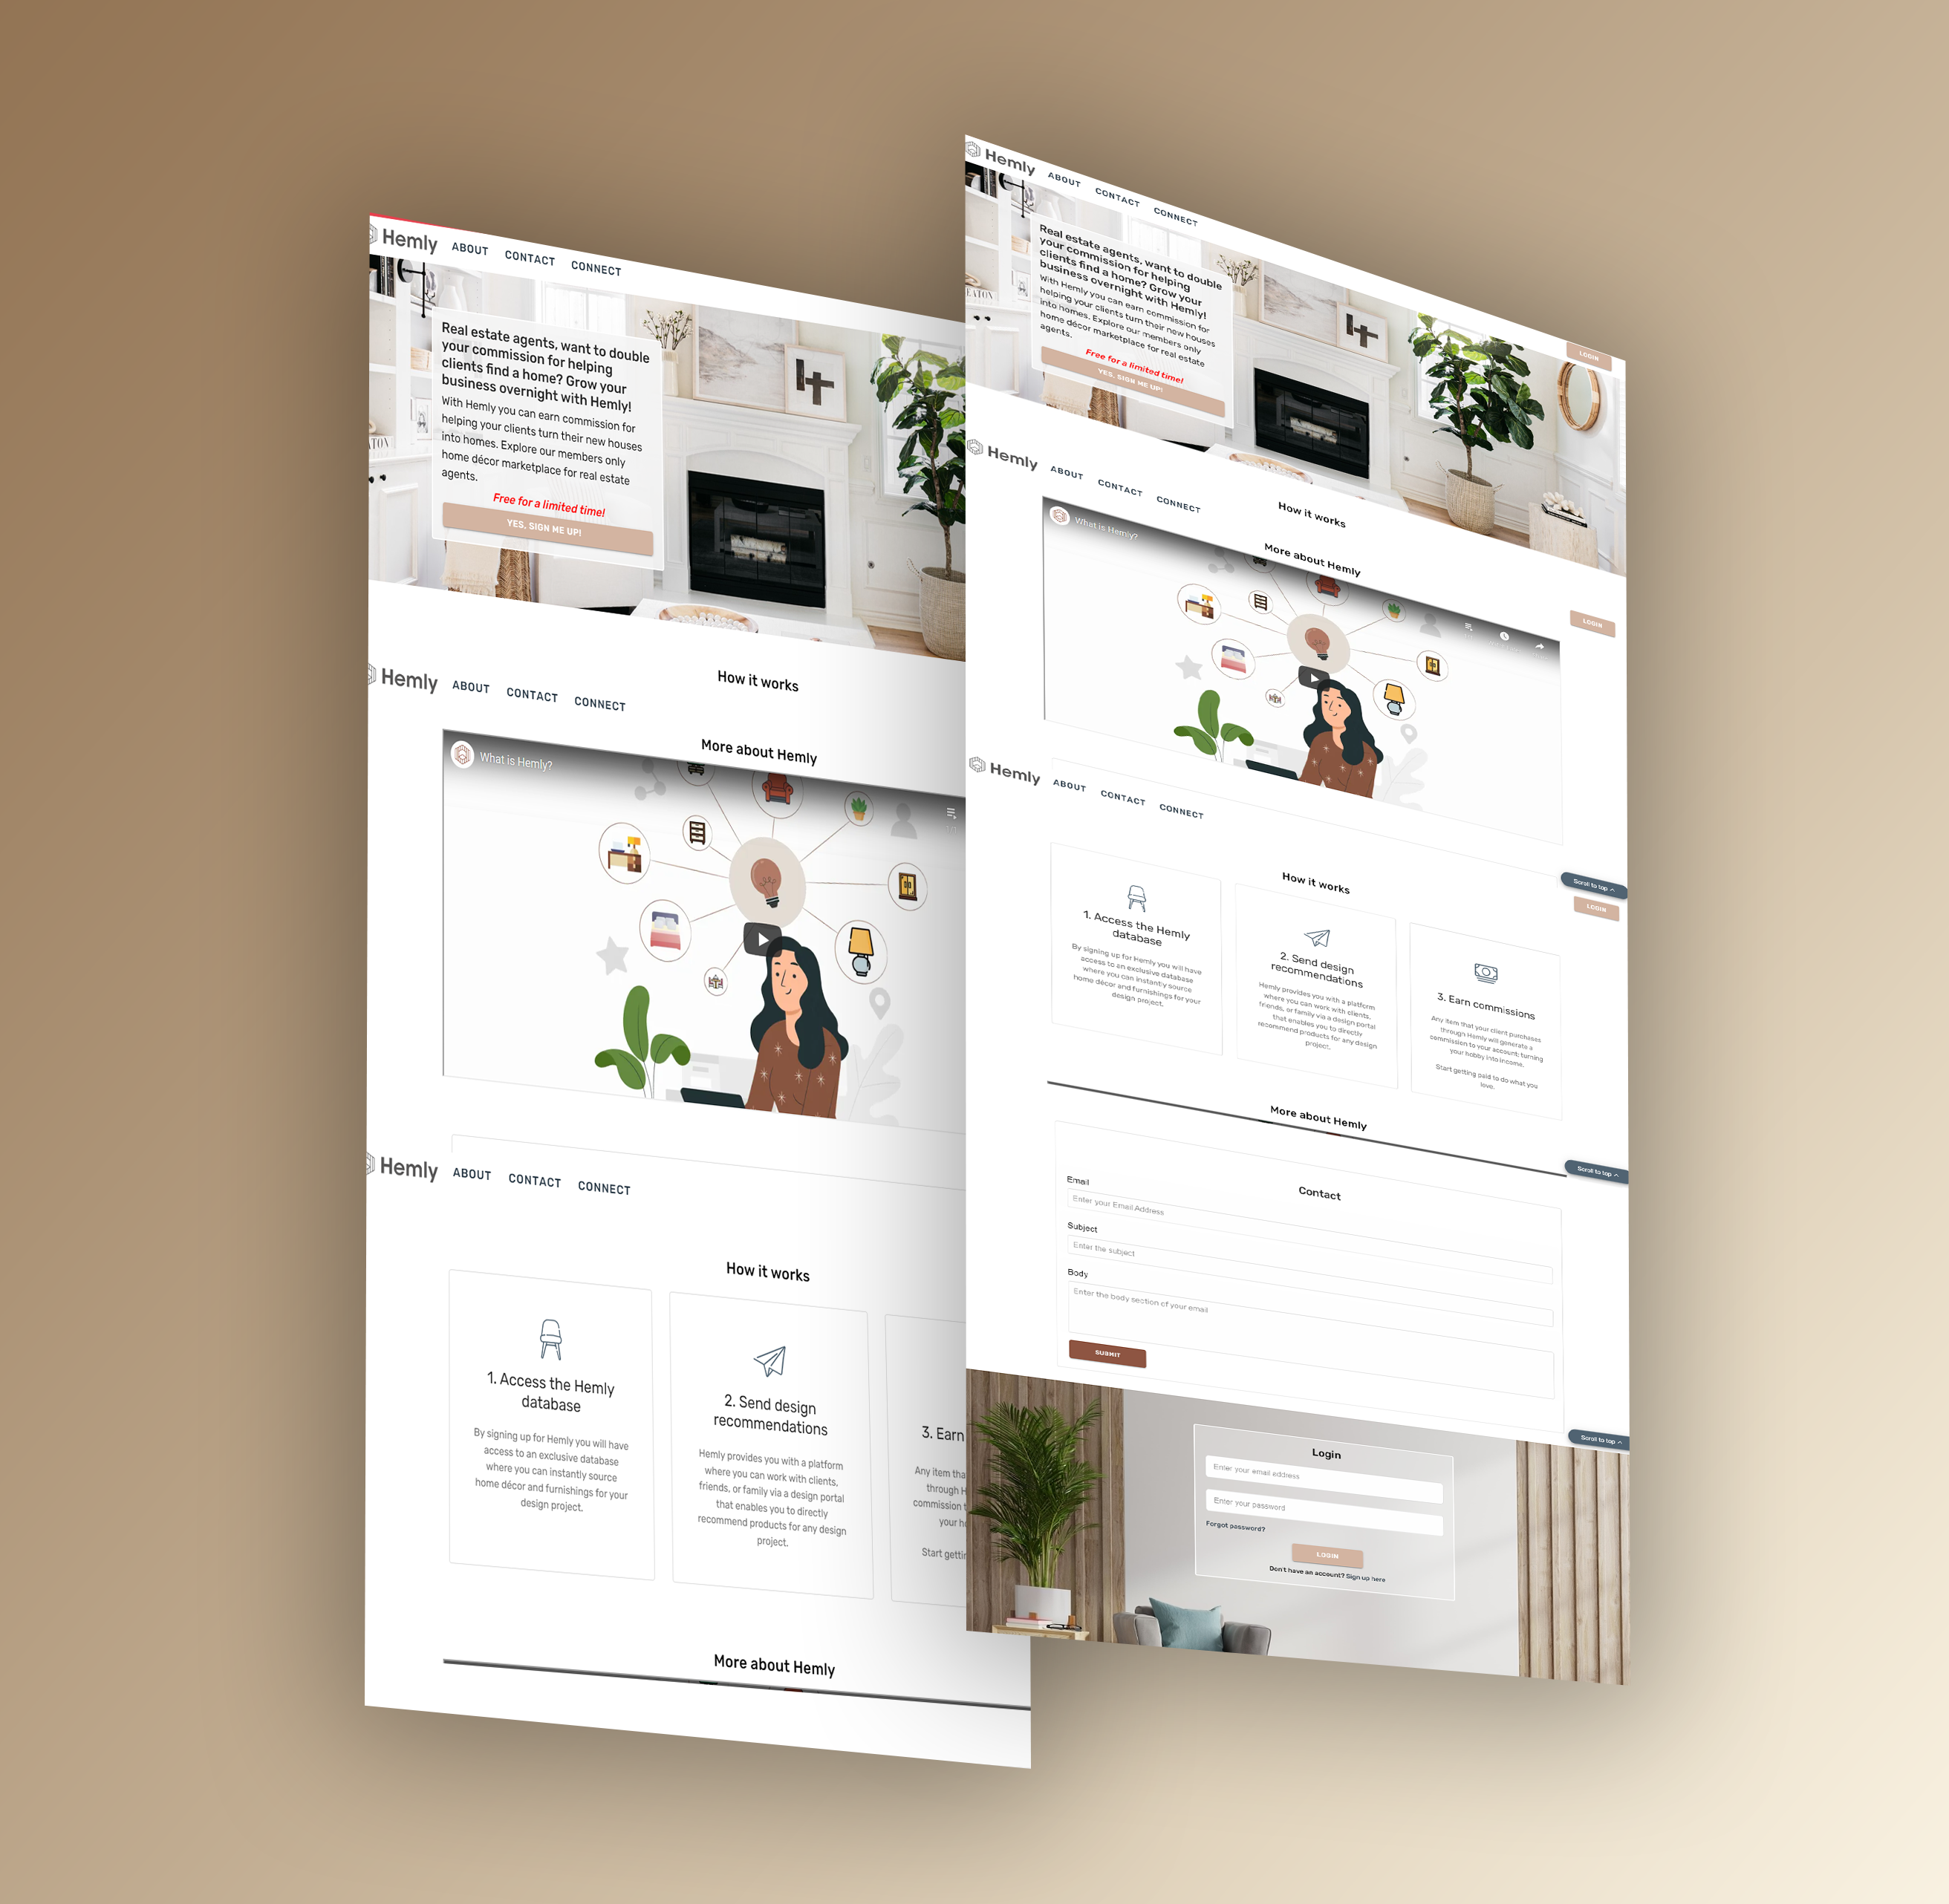 Hemly
ABOUT
CONTACT
CONNECT
Real estate agents, want to double
your commission for helping
clients find a home? Grow your
business overnight with Hemly!
With Hemly you can earn commission for
helping your clients turn their new houses
into homes. Explore our members only
home décor marketplace for real estate
agents.
Free for a limited time!
YES, SIGN ME UP!
Hemly
ABOUT
CONTACT
CONNECT
How it works
More about Hemly
What is Hemly?
Hemly
ABOUT
CONTACT
CONNECT
How it works
1. Access the Hemly
database
By signing up for Hemly you will have
access to an exclusive database
where you can instantly source
home décor and furnishings for your
design project.
2. Send design
recommendations
Hemly provides you with a platform
where you can work with clients,
friends, or family via a design portal
that enables you to directly
recommend products for any design
project.
3. Earn
Any item tha
through H
commission t
your h
Start gettin
More about Hemly
Hemly
ABOUT
CONTACT
CONNECT
LOGIN
Real estate agents, want to double
your commission for helping
clients find a home? Grow your
business overnight with Hemly!
With Hemly you can earn commission for
helping your clients turn their new houses
into homes. Explore our members only
home décor marketplace for real estate
agents.
Free for a limited time!
YES, SIGN ME UP!
Hemly
ABOUT
CONTACT
CONNECT
How it works
LOGIN
More about Hemly
What is Hemly?
Hemly
ABOUT
CONTACT
CONNECT
Scroll to top
LOGIN
How it works
1. Access the Hemly
database
By signing up for Hemly you will have
access to an exclusive database
where you can instantly source
home décor and furnishings for your
design project.
2. Send design
recommendations
Hemly provides you with a platform
where you can work with clients,
friends, or family via a design portal
that enables you to directly
recommend products for any design
project.
3. Earn commissions
Any item that your client purchases
through Hemly will generate a
commission to your account; turning
your hobby into income.
Start getting paid to do what you
love.
More about Hemly
Scroll to top
Contact
Email
Enter your Email Address
Subject
Enter the subject
Body
Enter the body section of your email
SUBMIT
Scroll to top
Login
Enter your email address
Enter your password
Forgot password?
LOGIN
Don't have an account? Sign up here